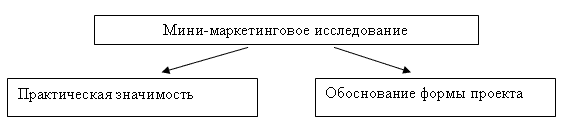 Мини-маркетинговое исследование
Практическая значимость
Обоснование формы проекта